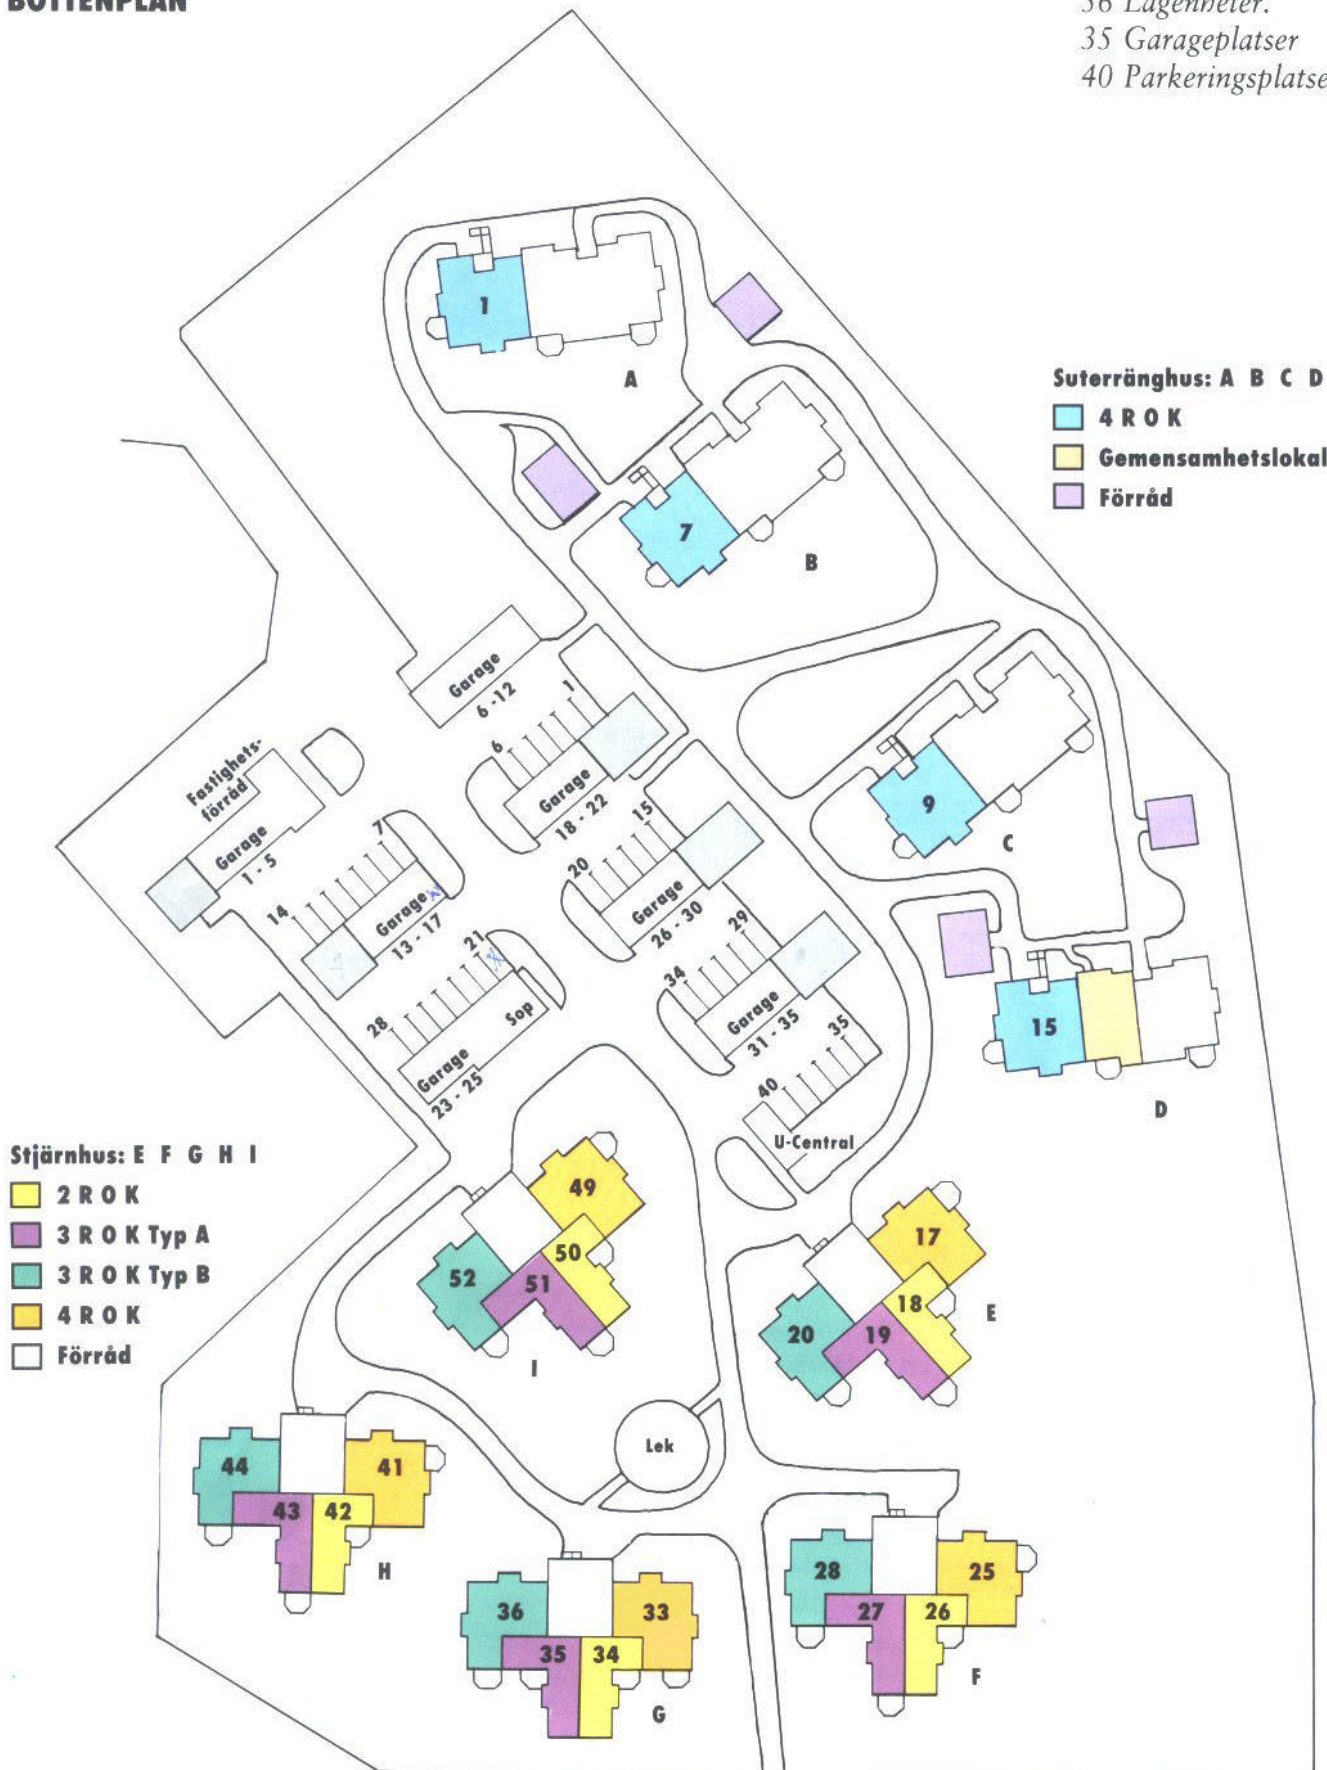 BOTTENPLAN
56 Lägenheter.
35 Garageplatser
40 Parkeringsplatse
1
A
Suterränghus: A B C D
4 R O K
Gemensamhetslokal
Förråd
7
B
Garage
6 -12
1
6
Garage
18 - 22
Fastighets-
förråd
Garage
1 - 5
7
14
Garage
13 - 17
15
20
Garage
26 - 30
9
C
21
28
Sop
Garage
23 - 25
29
34
Garage
31 - 35
35
40
U-Central
15
D
Stjärnhus: E F G H I
2 R O K
3 R O K Typ A
3 R O K Typ B
4 R O K
Förråd
49
50
51
52
I
17
18
19
20
E
Lek
44
43
42
41
H
36
35
34
33
G
28
27
26
25
F